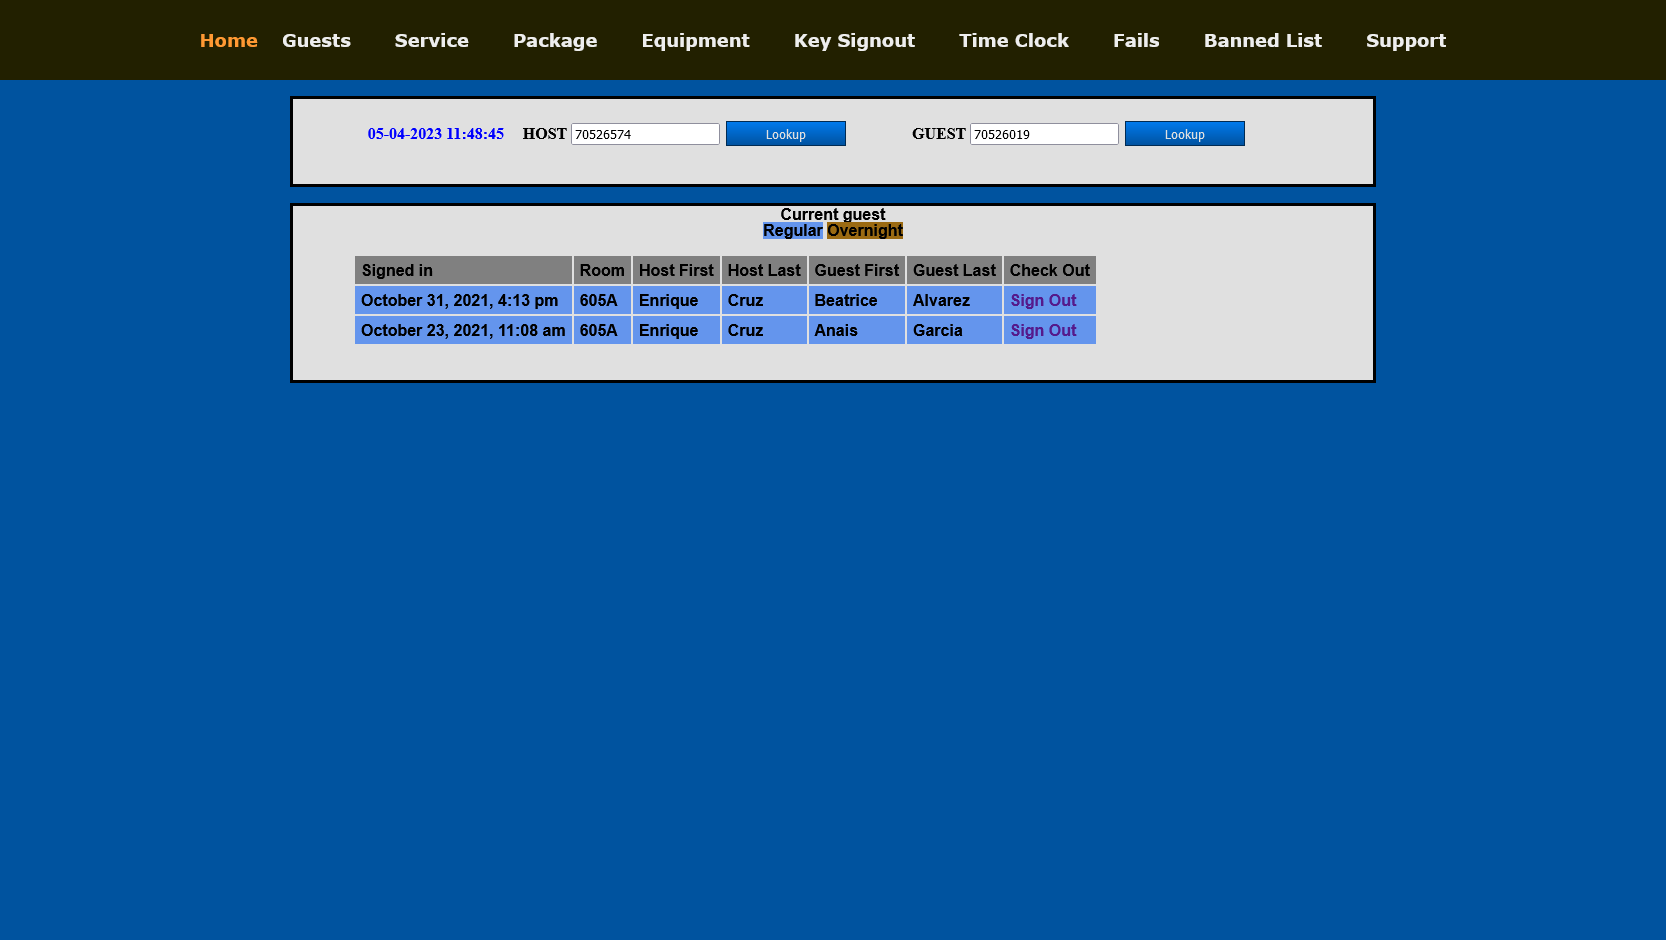 Home Guests Service Package Equipment Key Signout Time Clock Fails Banned List Support
05-04-2023 11:48:45 HOST 70526574 Lookup GUEST 70526019 Lookup
Current guest
Regular Overnight
Signed in Room Host First Host Last Guest First Guest Last Check Out
October 31, 2021, 4:13 pm 605A Enrique Cruz Beatrice Alvarez Sign Out
October 23, 2021, 11:08 am 605A Enrique Cruz Anais Garcia Sign Out